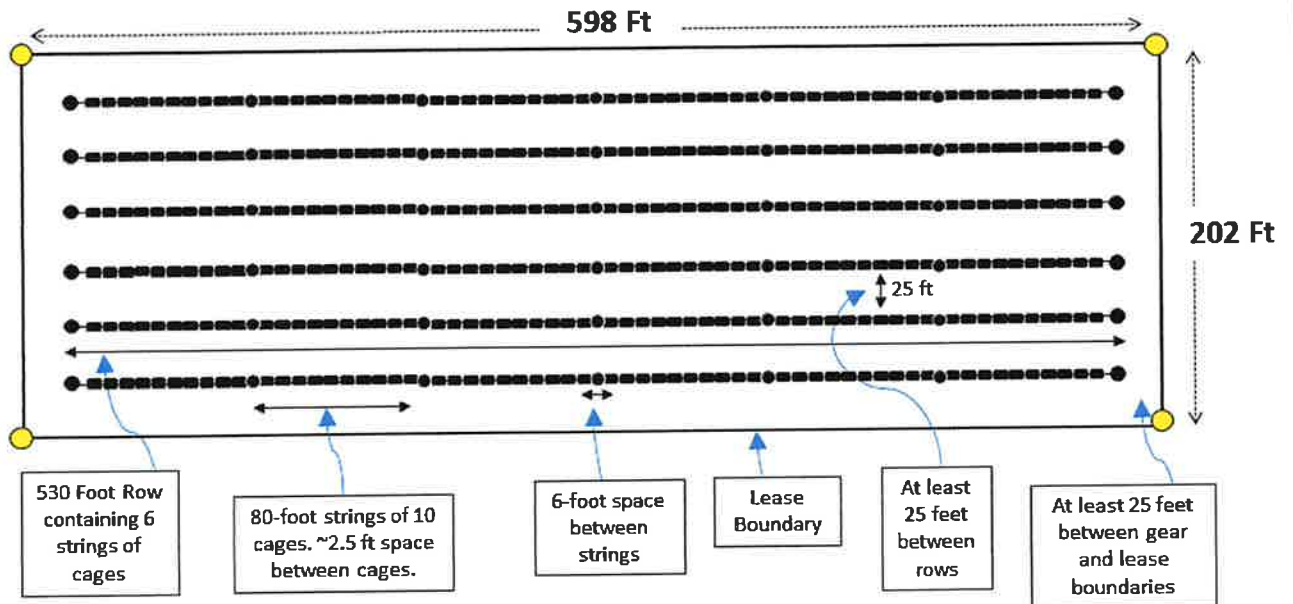 598 Ft
202 Ft
25 ft
530 Foot Row
containing 6
strings of
cages
80-foot strings of 10
cages. ~2.5 ft space
between cages.
6-foot space
between
strings
Lease
Boundary
At least
25 feet
between
rows
At least 25 feet
between gear
and lease
boundaries